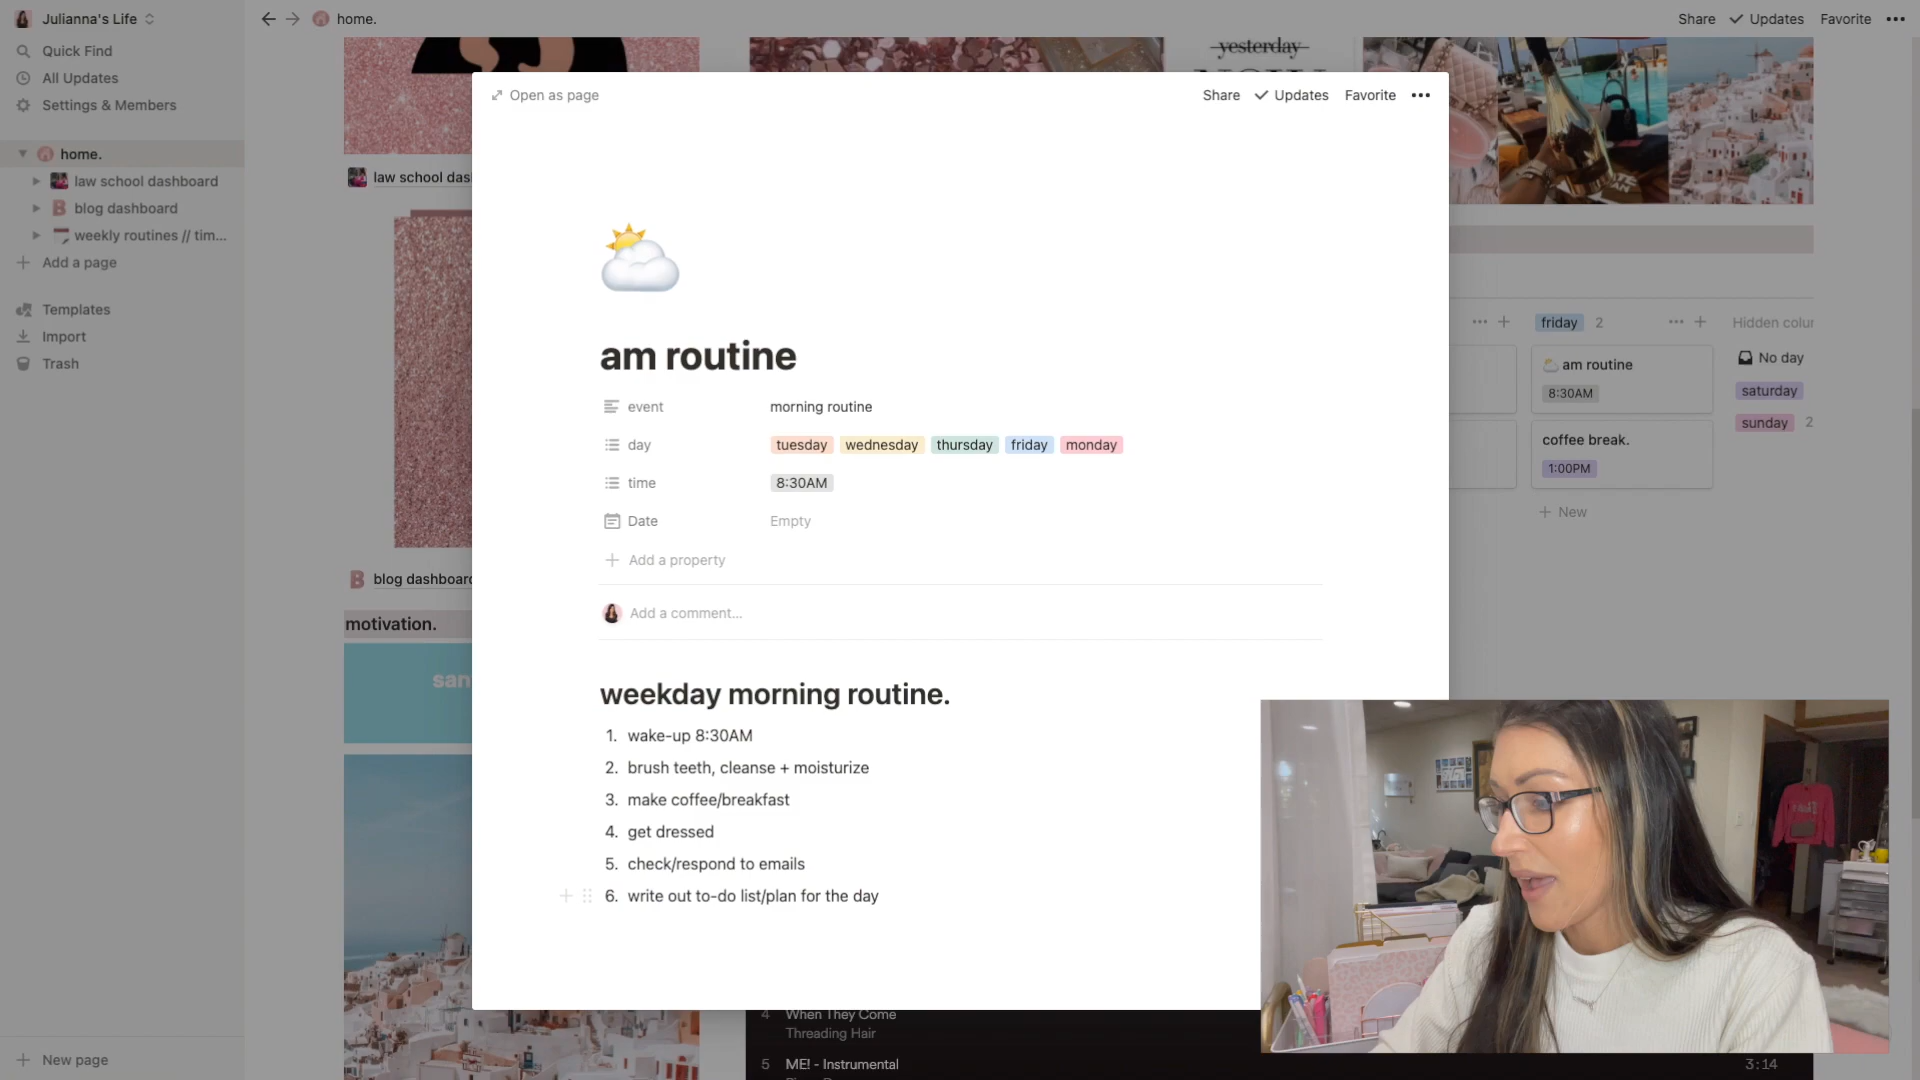 Julianna's Life
home.
Share
Updates
Favorite
Quick Find
All Updates
Settings & Members
home.
law school dashboard
blog dashboard
weekly routines // tim...
Add a page
Templates
Import
Trash
New page
yesterday
law school das
blog dashboard
motivation.
san
Open as page
Share
Updates
Favorite
am routine
event
morning routine
day
tuesday wednesday thursday friday monday
time
8:30AM
Date
Empty
Add a property
Add a comment...
weekday morning routine.
1. wake-up 8:30AM
2. brush teeth, cleanse + moisturize
3. make coffee/breakfast
4. get dressed
5. check/respond to emails
6. write out to-do list/plan for the day
friday 2
Hidden colur
am routine
8:30AM
coffee break.
1:00PM
New
No day
saturday
sunday 2
4 When They Come
Threading Hair
5 ME! - Instrumental
3:14